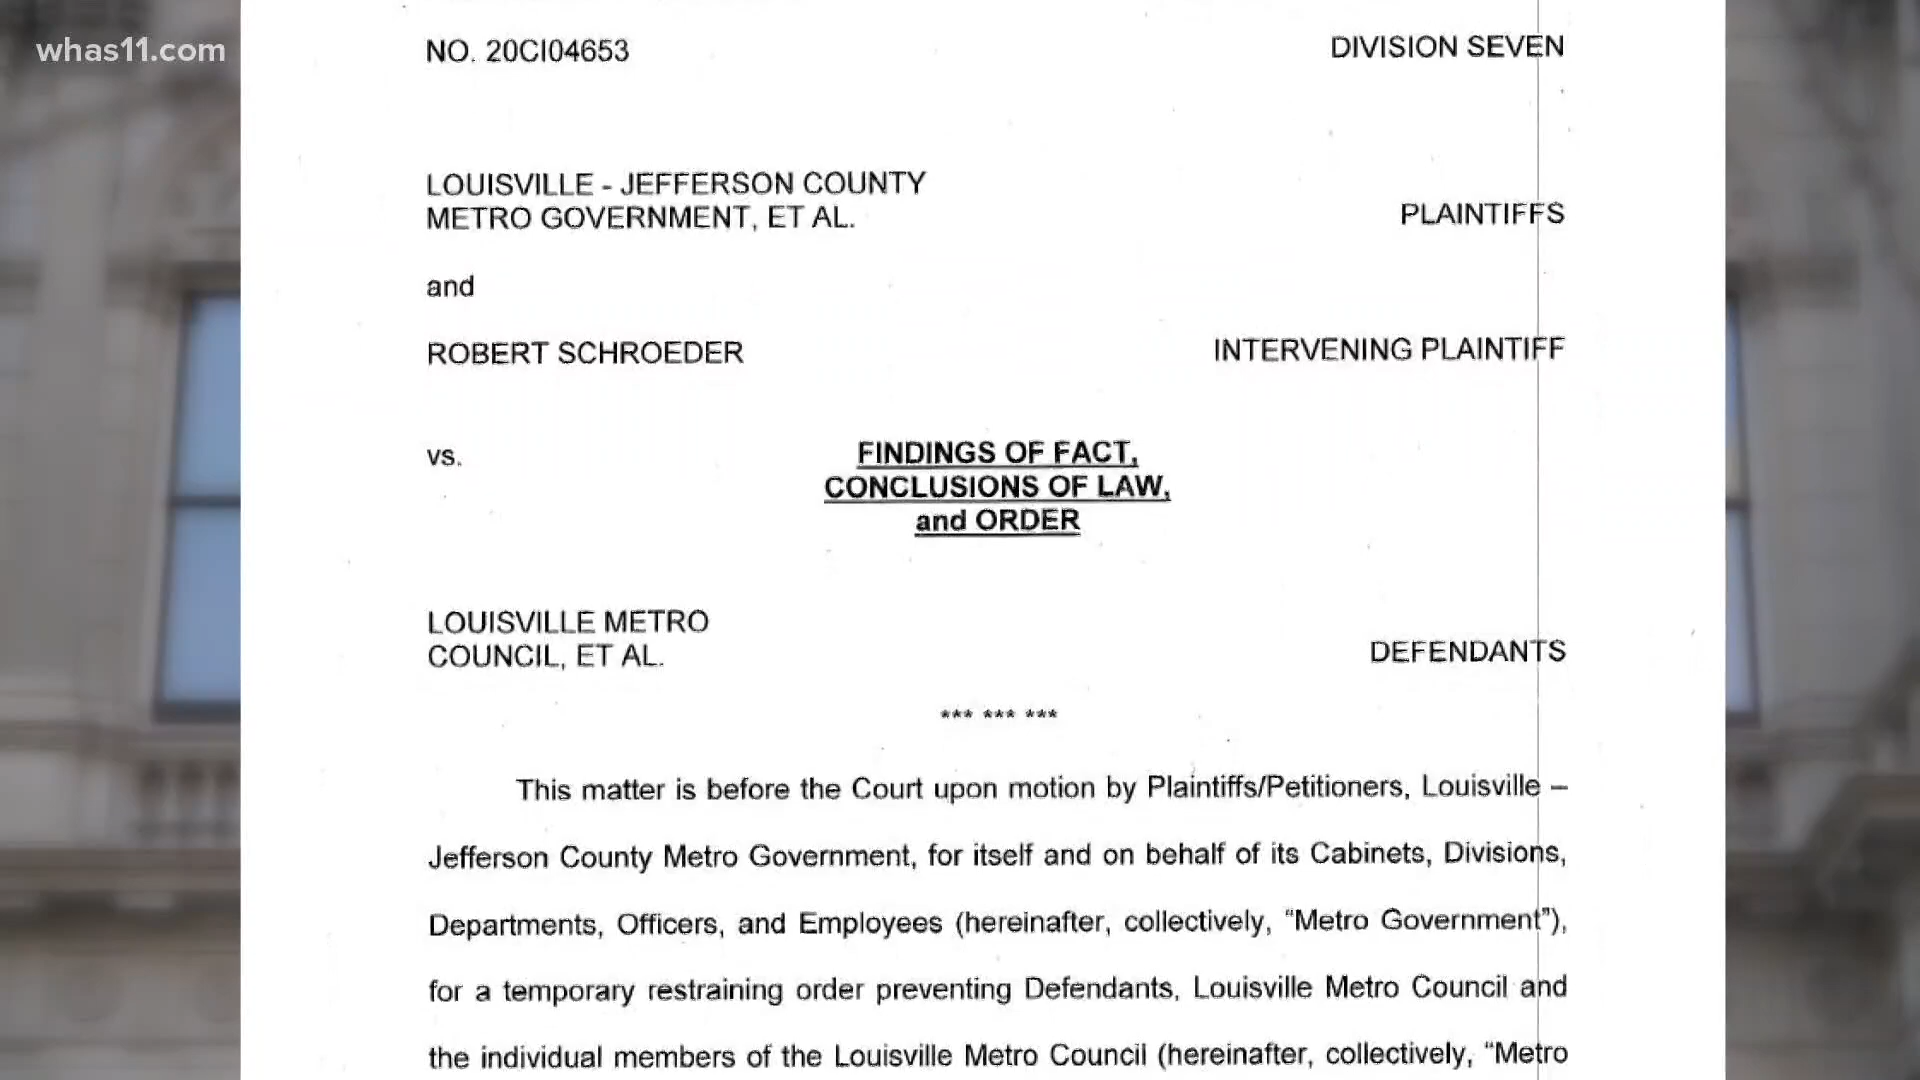 whas11.com
NO. 20CI04653 DIVISION SEVEN
LOUISVILLE - JEFFERSON COUNTY
METRO GOVERNMENT, ET AL. PLAINTIFFS
and
ROBERT SCHROEDER INTERVENING PLAINTIFF
vs. FINDINGS OF FACT,
CONCLUSIONS OF LAW,
and ORDER
LOUISVILLE METRO
COUNCIL, ET AL. DEFENDANTS
*** *** ***
This matter is before the Court upon motion by Plaintiffs/Petitioners, Louisville –
Jefferson County Metro Government, for itself and on behalf of its Cabinets, Divisions,
Departments, Officers, and Employees (hereinafter, collectively, “Metro Government”),
for a temporary restraining order preventing Defendants, Louisville Metro Council and
the individual members of the Louisville Metro Council (hereinafter, collectively, “Metro